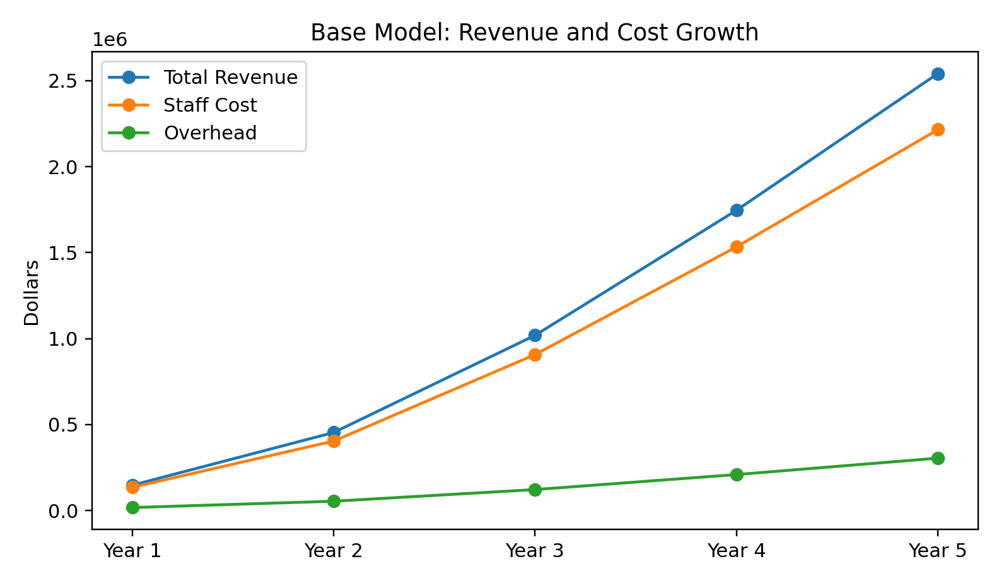 Base Model: Revenue and Cost Growth
1e6
Total Revenue
Staff Cost
Overhead
2.5
2.0
1.5
1.0
0.5
0.0
Dollars
Year 1 Year 2 Year 3 Year 4 Year 5